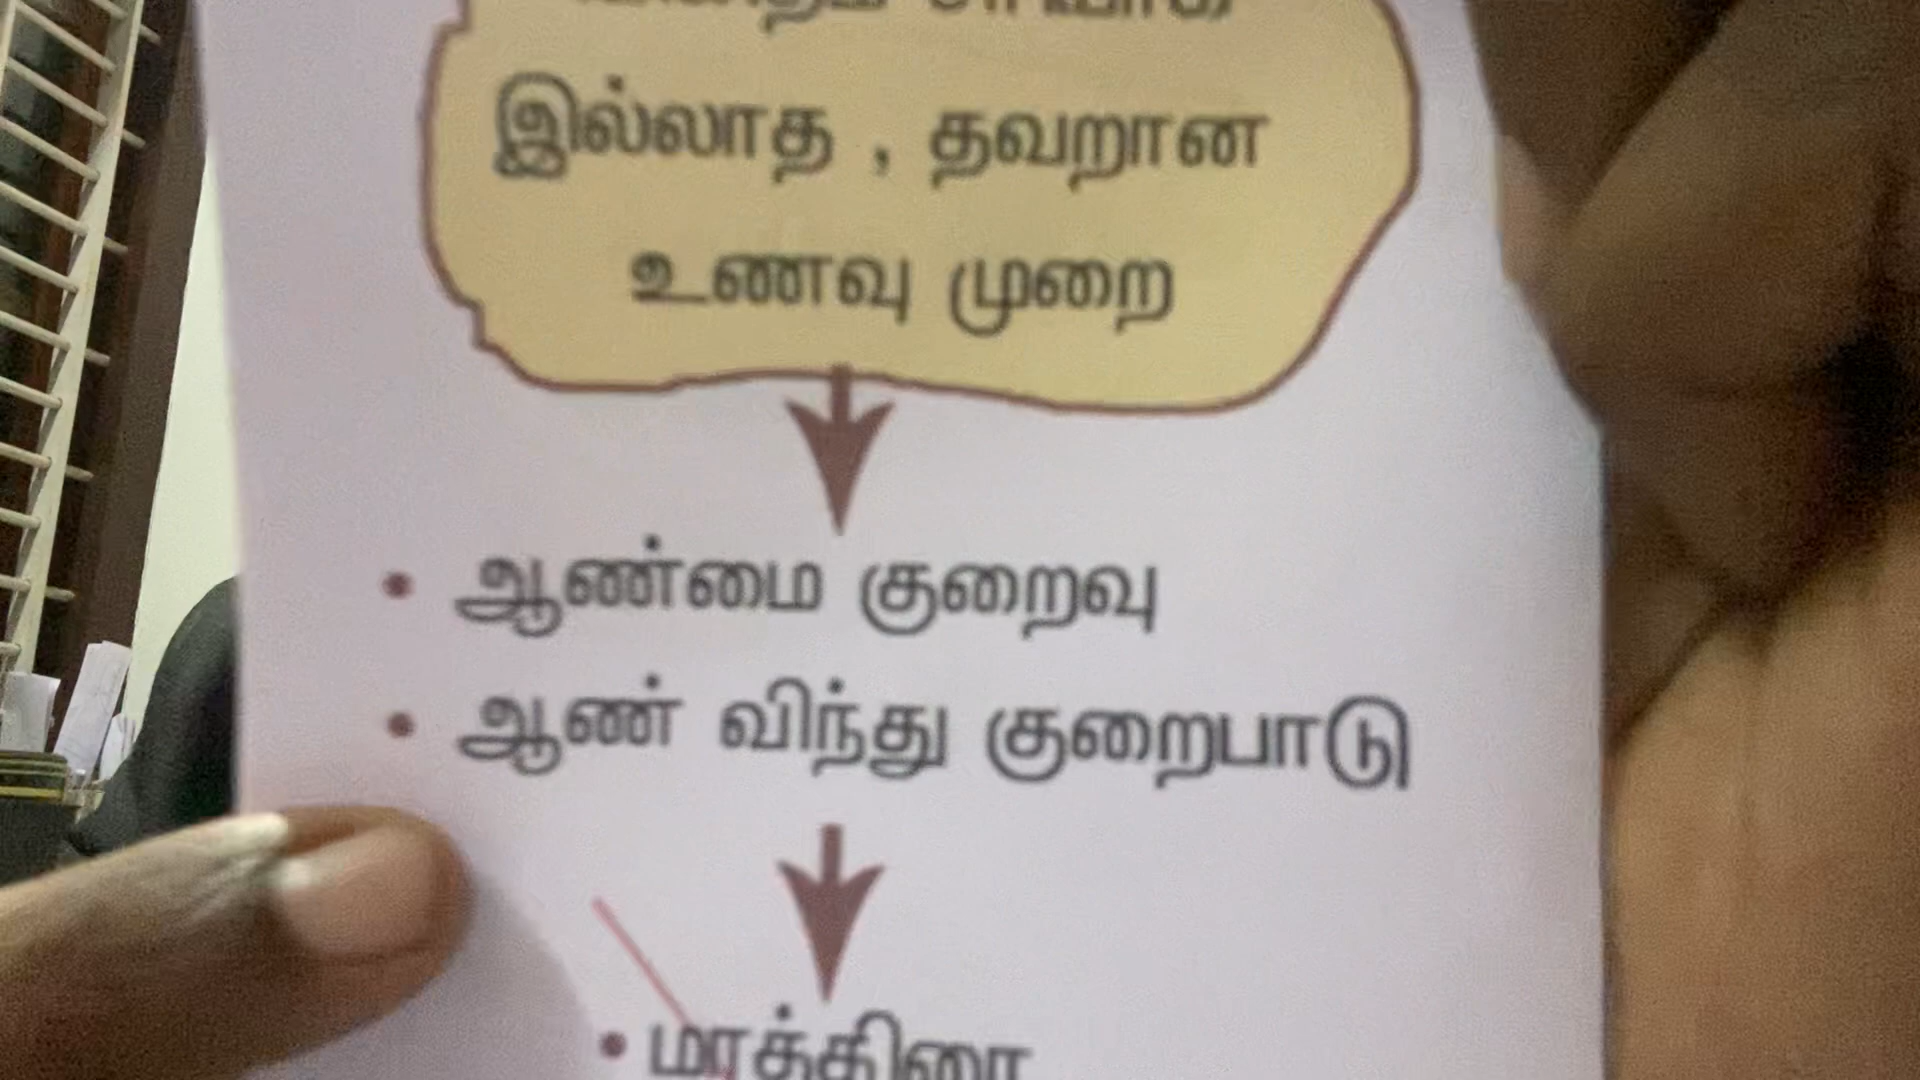 இல்லாத , தவறான
உணவு முறை
• ஆண்மை குறைவு
• ஆண் விந்து குறைபாடு
• மாத்திரை